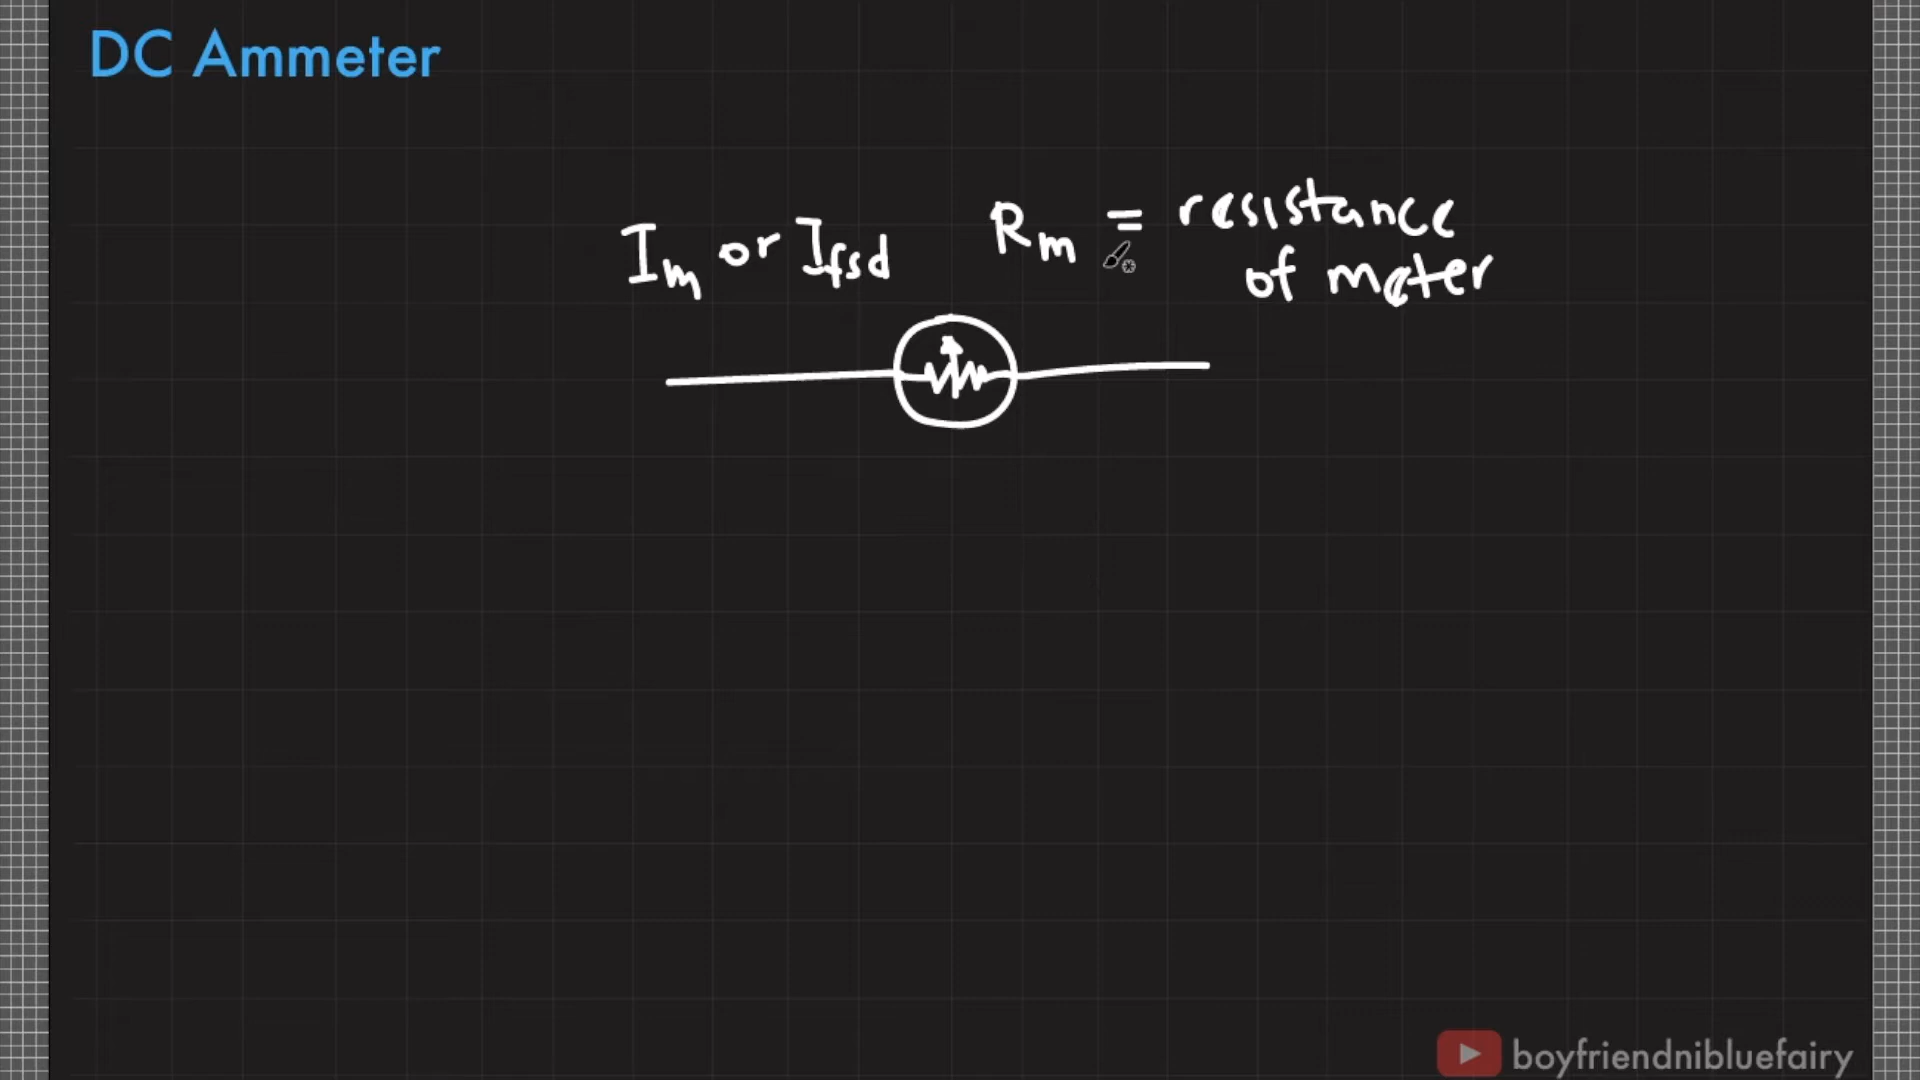 DC Ammeter
Im or Ifsd Rm = resistance
of meter
boyfriendnibluefairy